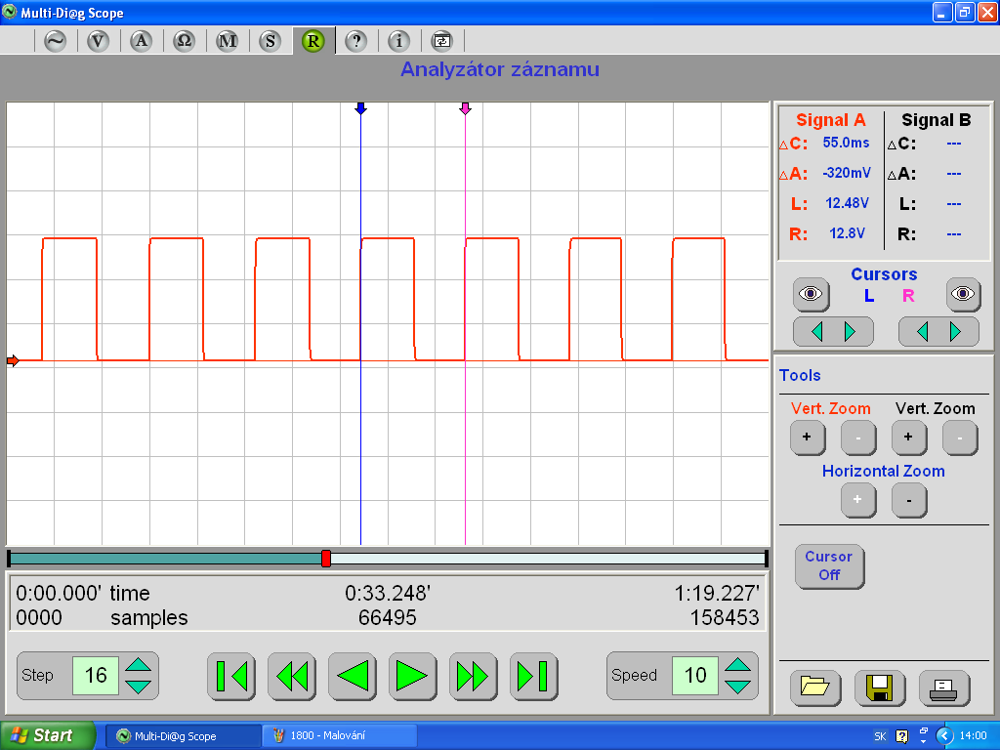 Multi-Di@g Scope
V A Ω M S R ? i
Analyzátor záznamu
Signal A Signal B
△C: 55.0ms △C: ---
△A: -320mV △A: ---
L: 12.48V L: ---
R: 12.8V R: ---
Cursors
L R
Tools
Vert. Zoom Vert. Zoom
+ - + -
Horizontal Zoom
+ -
Cursor
Off
0:00.000' time 0:33.248' 1:19.227'
0000 samples 66495 158453
Step 16 Speed 10
Start Multi-Di@g Scope 1800 - Malování SK ? 14:00